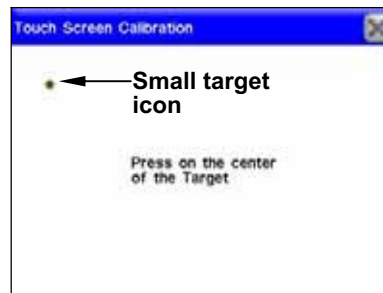 Touch Screen Calibration
Small target
icon
Press on the center
of the Target